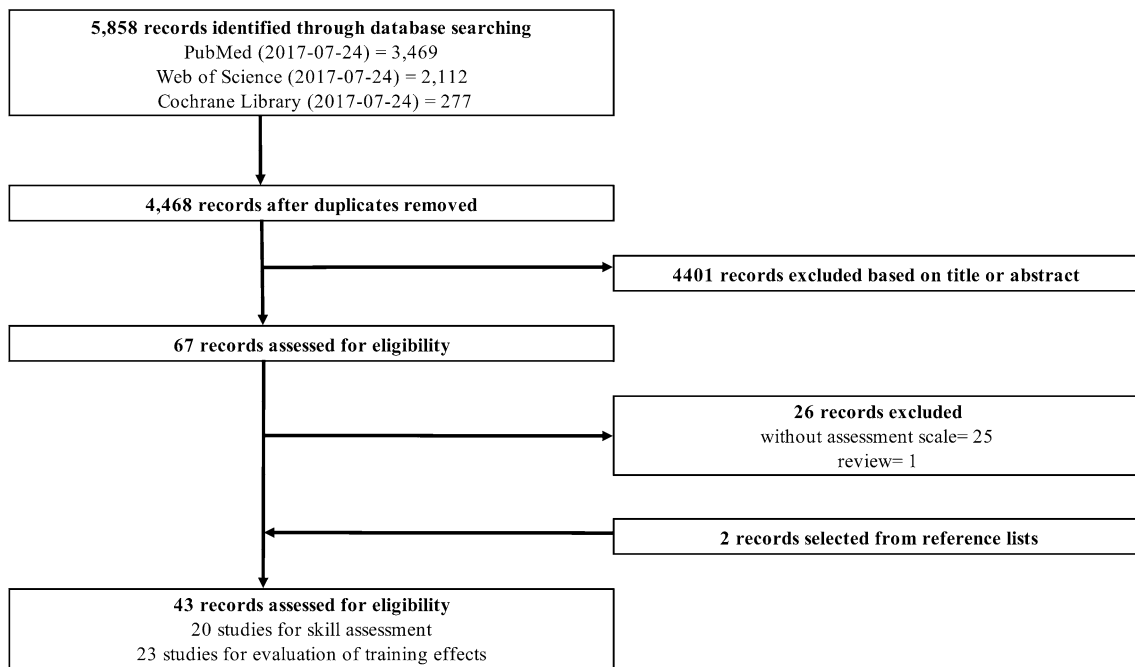 5,858 records identified through database searching
PubMed (2017-07-24) = 3,469
Web of Science (2017-07-24) = 2,112
Cochrane Library (2017-07-24) = 277
4,468 records after duplicates removed
4401 records excluded based on title or abstract
67 records assessed for eligibility
26 records excluded
without assessment scale= 25
review= 1
2 records selected from reference lists
43 records assessed for eligibility
20 studies for skill assessment
23 studies for evaluation of training effects